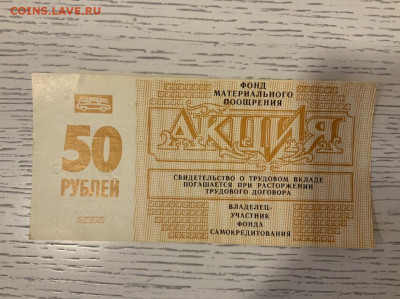 COINS.LAVE.RU
50
РУБЛЕЙ
ФОНД
МАТЕРИАЛЬНОГО
ПООЩРЕНИЯ
АКЦИЯ
СВИДЕТЕЛЬСТВО О ТРУДОВОМ ВКЛАДЕ
ПОГАШАЕТСЯ ПРИ РАСТОРЖЕНИИ
ТРУДОВОГО ДОГОВОРА
ВЛАДЕЛЕЦ-
УЧАСТНИК
ФОНДА
САМОКРЕДИТОВАНИЯ